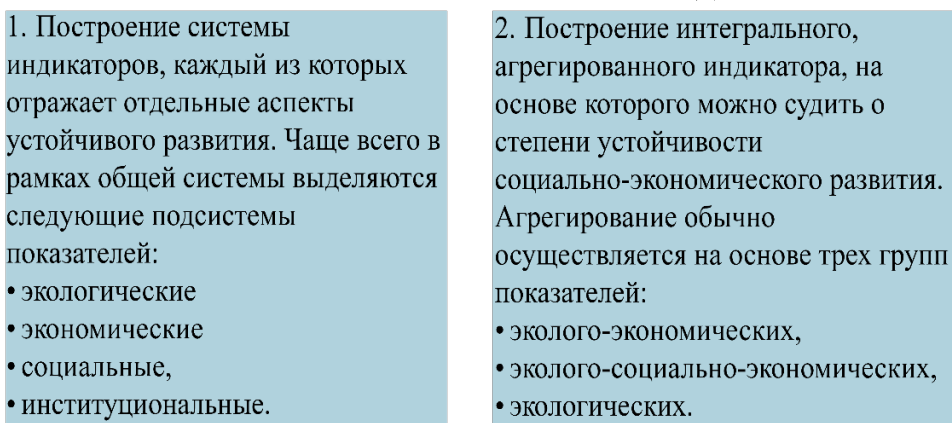 1. Построение системы
индикаторов, каждый из которых
отражает отдельные аспекты
устойчивого развития. Чаще всего в
рамках общей системы выделяются
следующие подсистемы
показателей:
• экологические
• экономические
• социальные,
• институциональные.
2. Построение интегрального,
агрегированного индикатора, на
основе которого можно судить о
степени устойчивости
социально-экономического развития.
Агрегирование обычно
осуществляется на основе трех групп
показателей:
• эколого-экономических,
• эколого-социально-экономических,
• экологических.